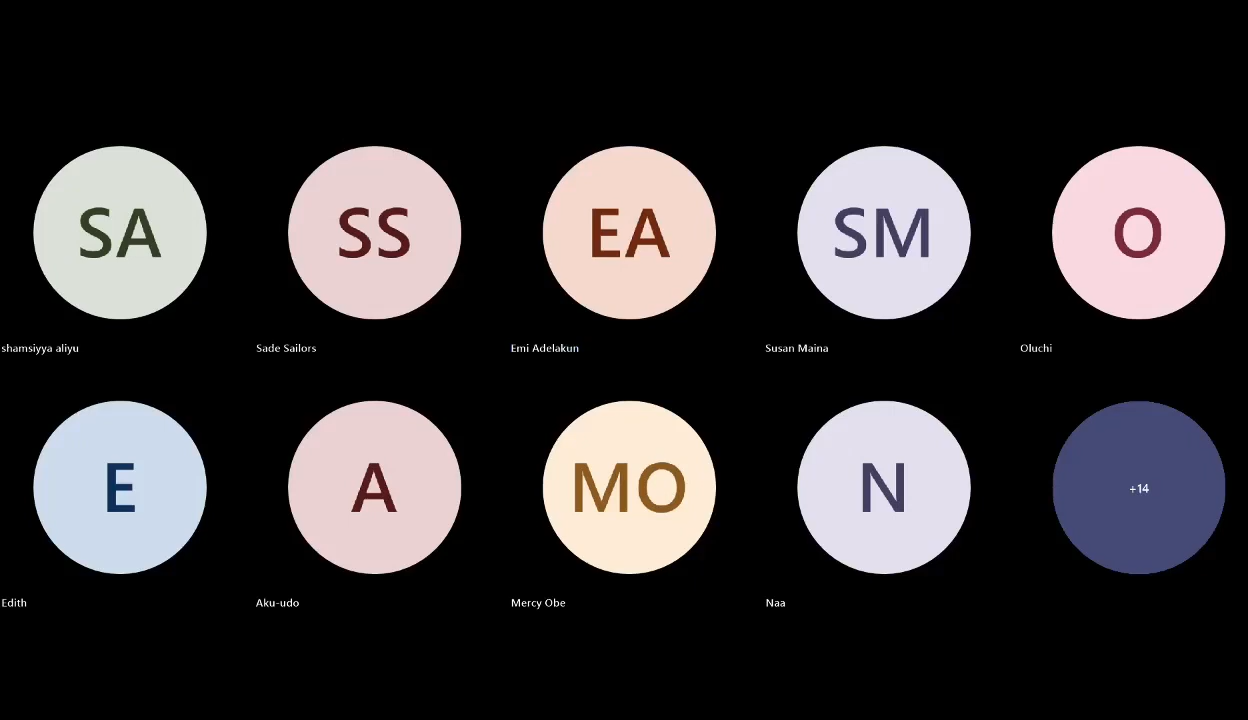 SA
SS
EA
SM
O
shamsiyya aliyu
Sade Sailors
Emi Adelakun
Susan Maina
Oluchi
E
A
MO
N
+14
Edith
Aku-udo
Mercy Obe
Naa